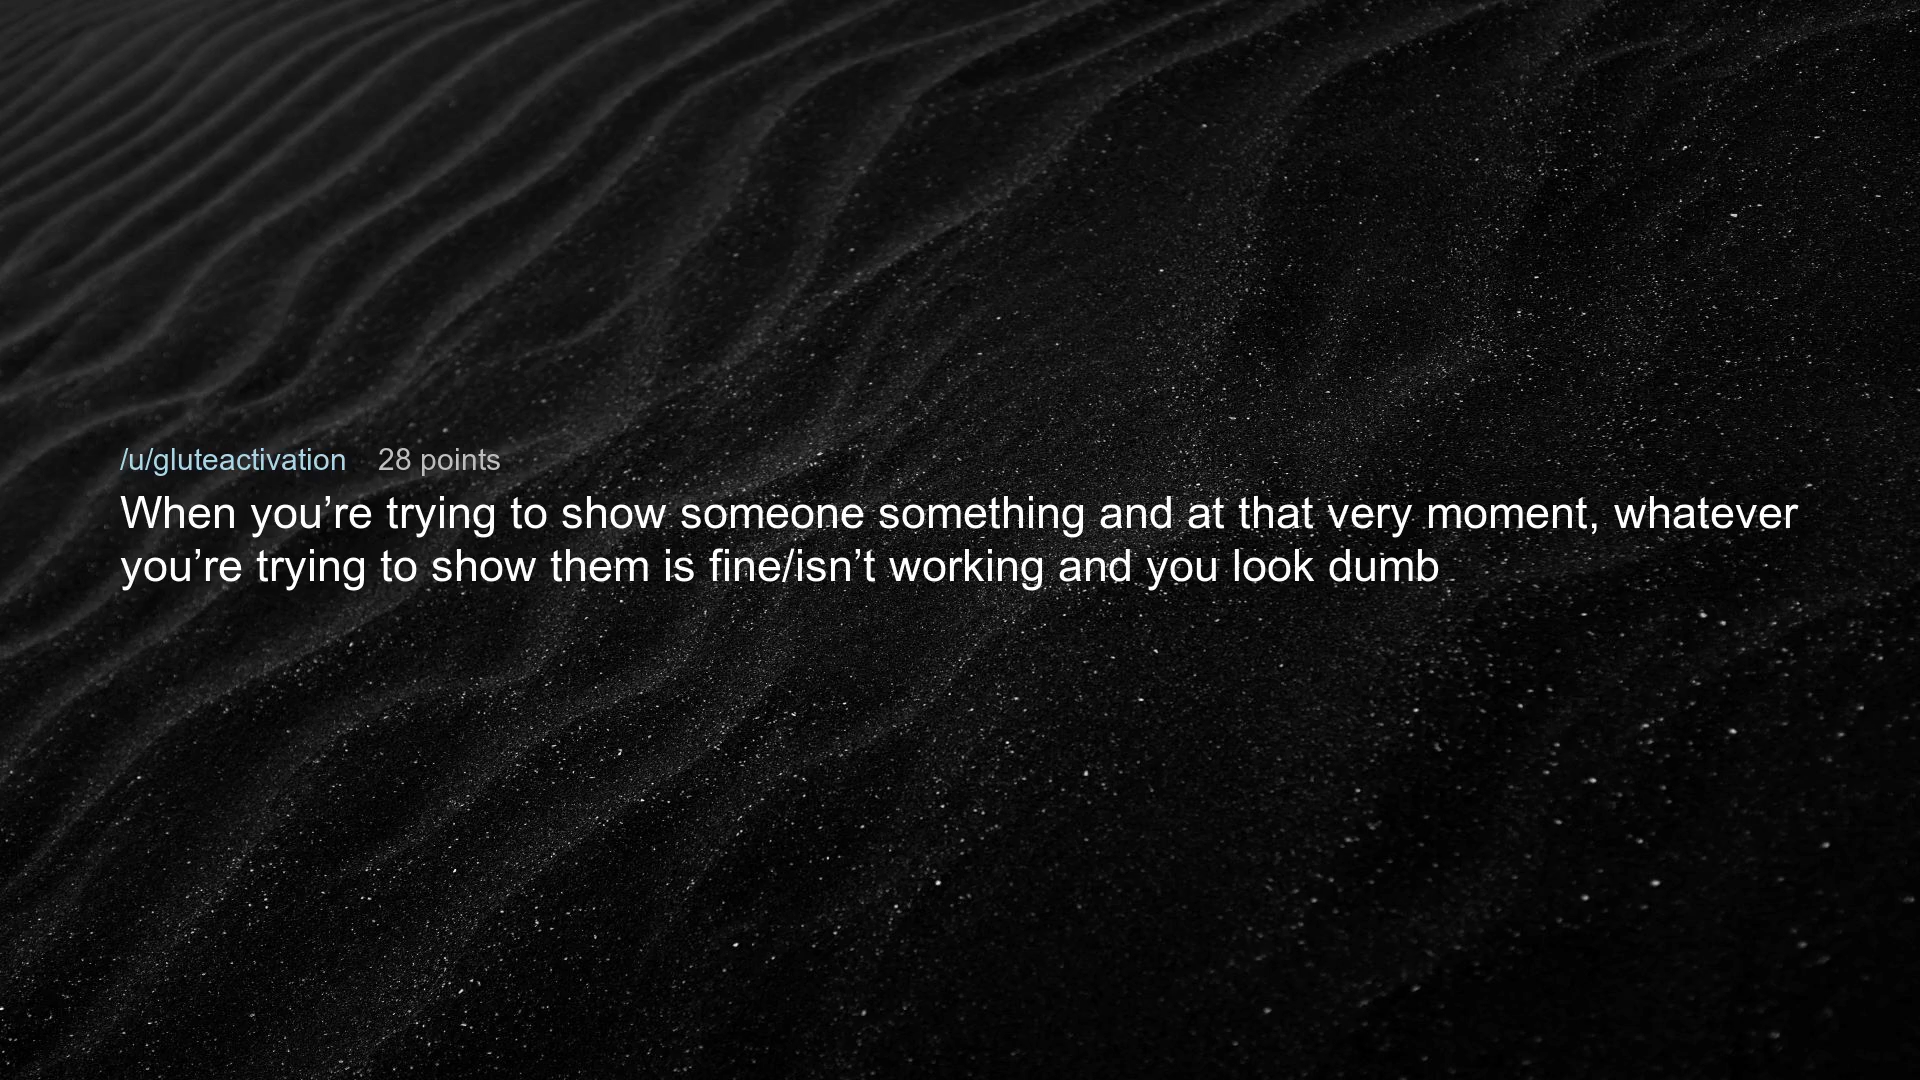 /u/gluteactivation 28 points
When you’re trying to show someone something and at that very moment, whatever
you’re trying to show them is fine/isn’t working and you look dumb